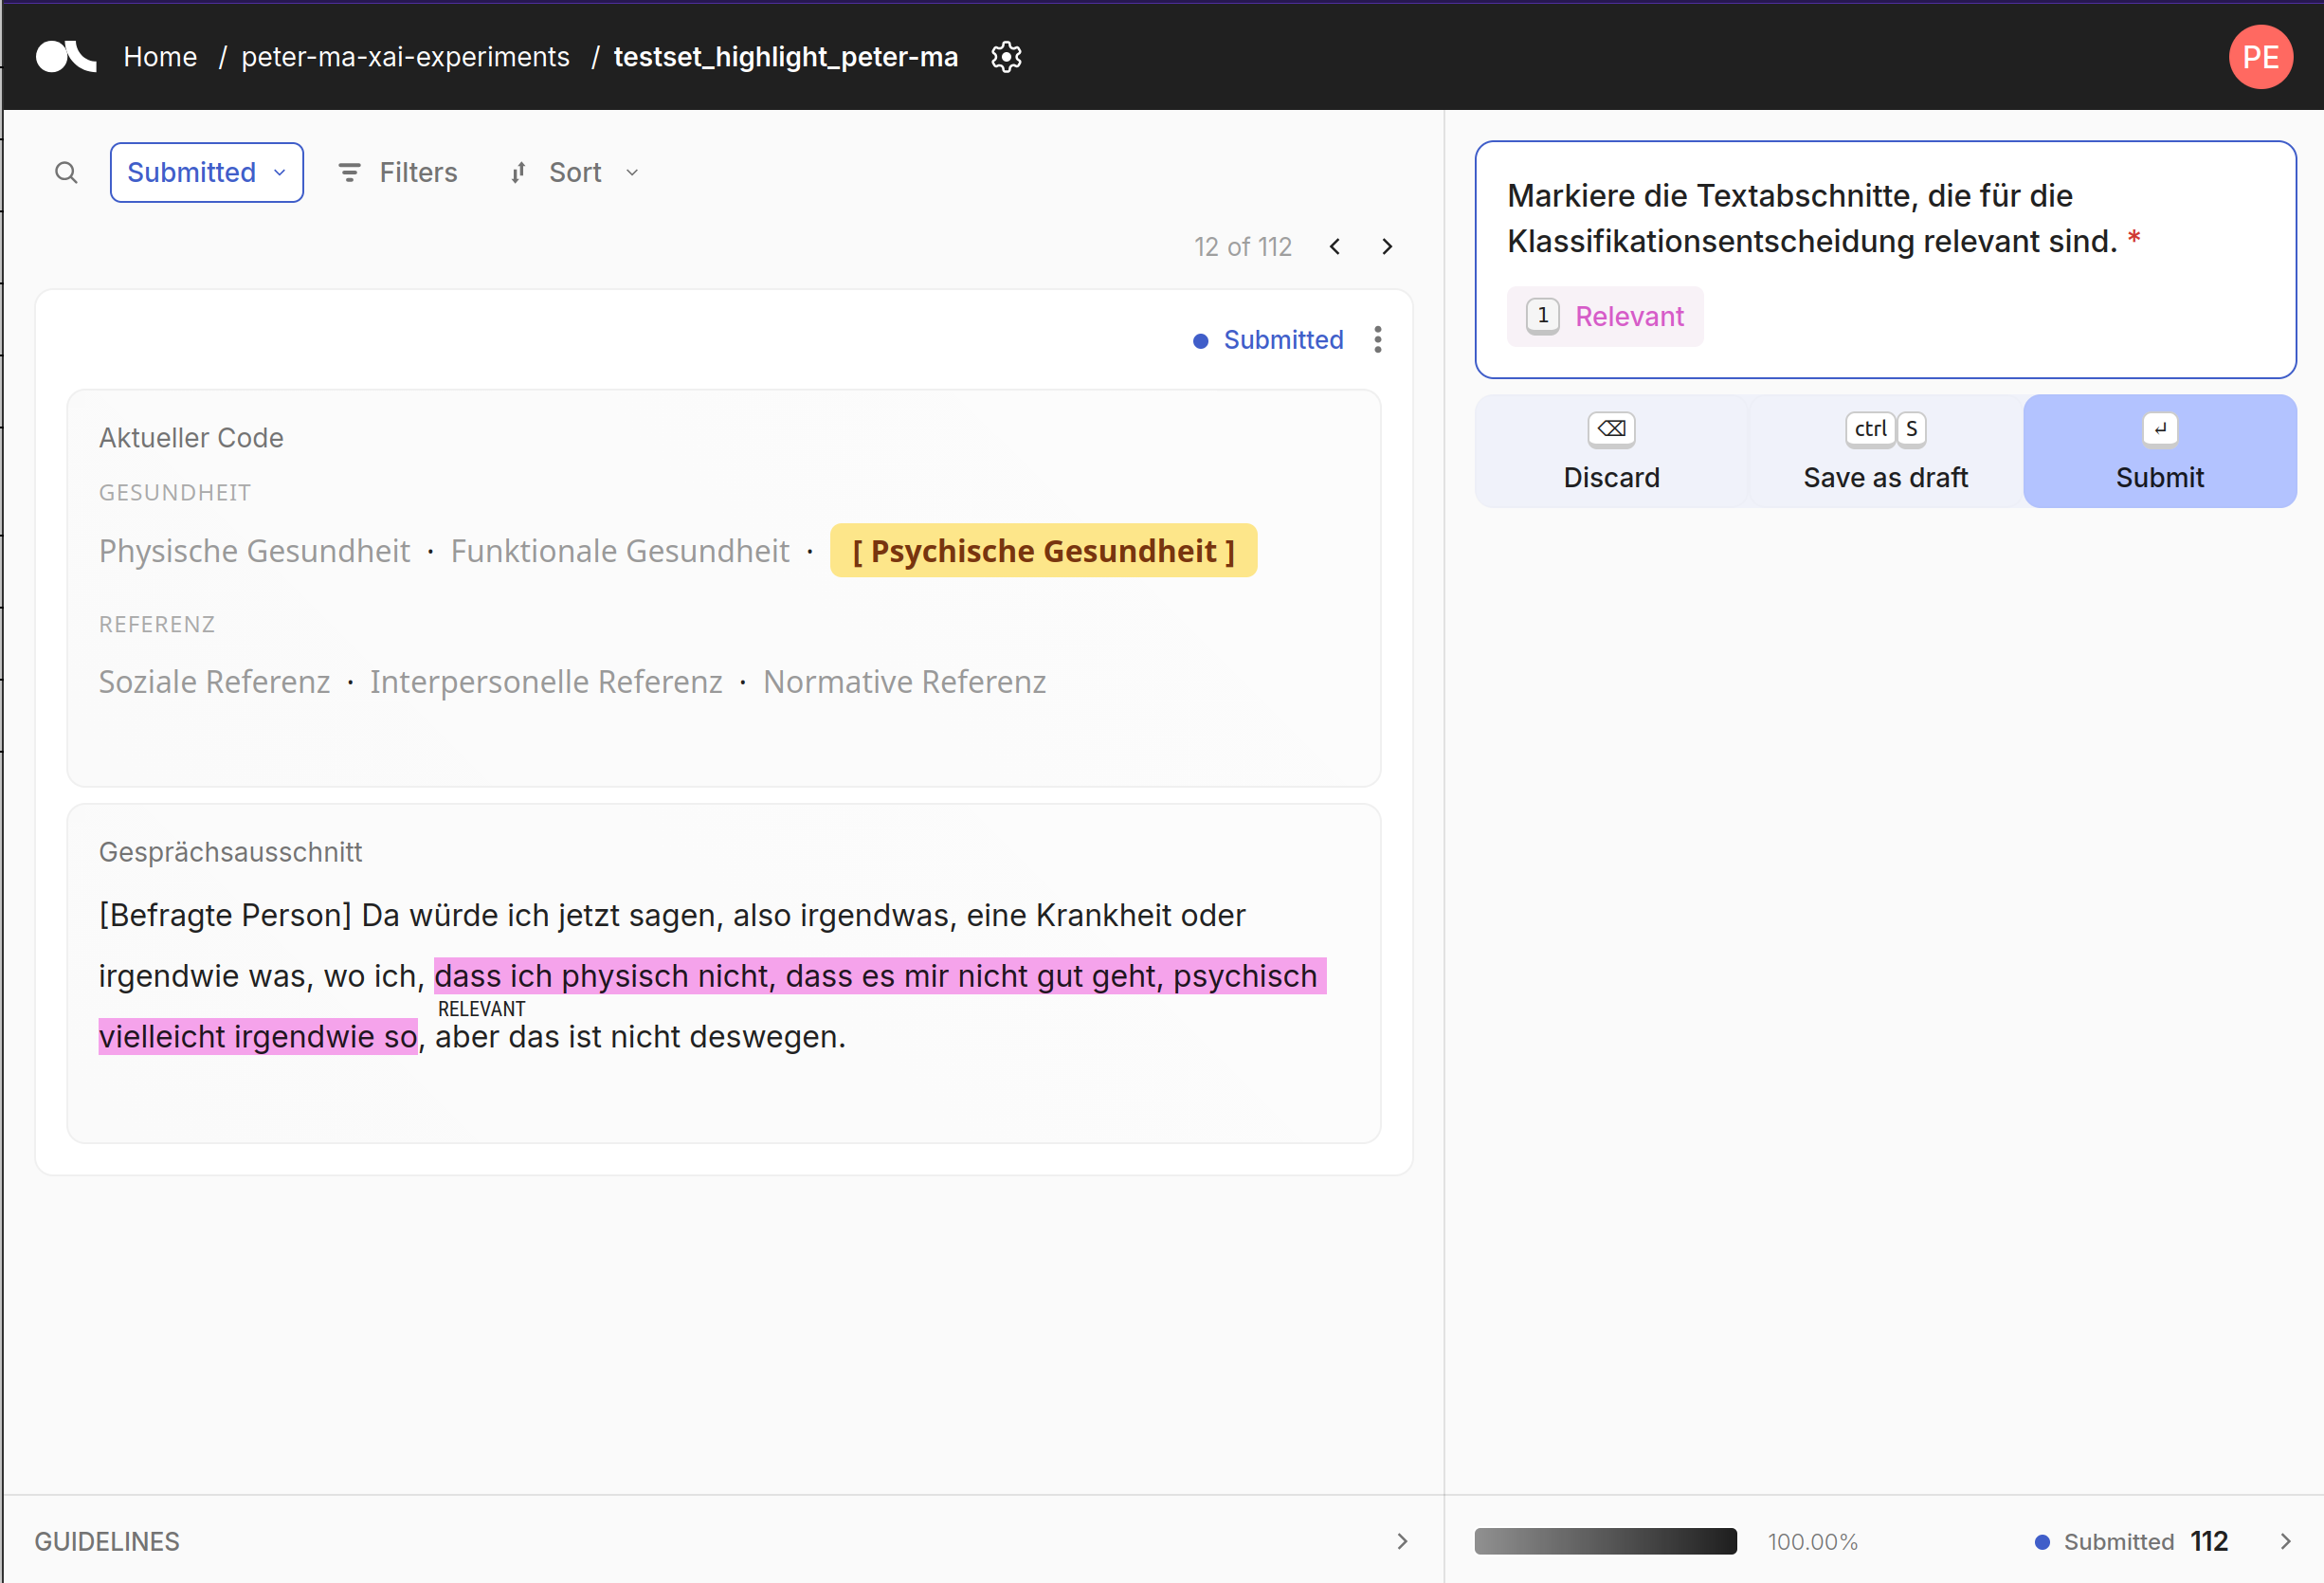 Home / peter-ma-xai-experiments / testset_highlight_peter-ma
PE
Submitted Filters Sort
12 of 112
Submitted
Aktueller Code
GESUNDHEIT
Physische Gesundheit · Funktionale Gesundheit · [ Psychische Gesundheit ]
REFERENZ
Soziale Referenz · Interpersonelle Referenz · Normative Referenz
Gesprächsausschnitt
[Befragte Person] Da würde ich jetzt sagen, also irgendwas, eine Krankheit oder
irgendwie was, wo ich, dass ich physisch nicht, dass es mir nicht gut geht, psychisch
RELEVANT
vielleicht irgendwie so, aber das ist nicht deswegen.
GUIDELINES
Markiere die Textabschnitte, die für die
Klassifikationsentscheidung relevant sind. *
1 Relevant
⌫ ctrl S ↵
Discard Save as draft Submit
100.00% Submitted 112